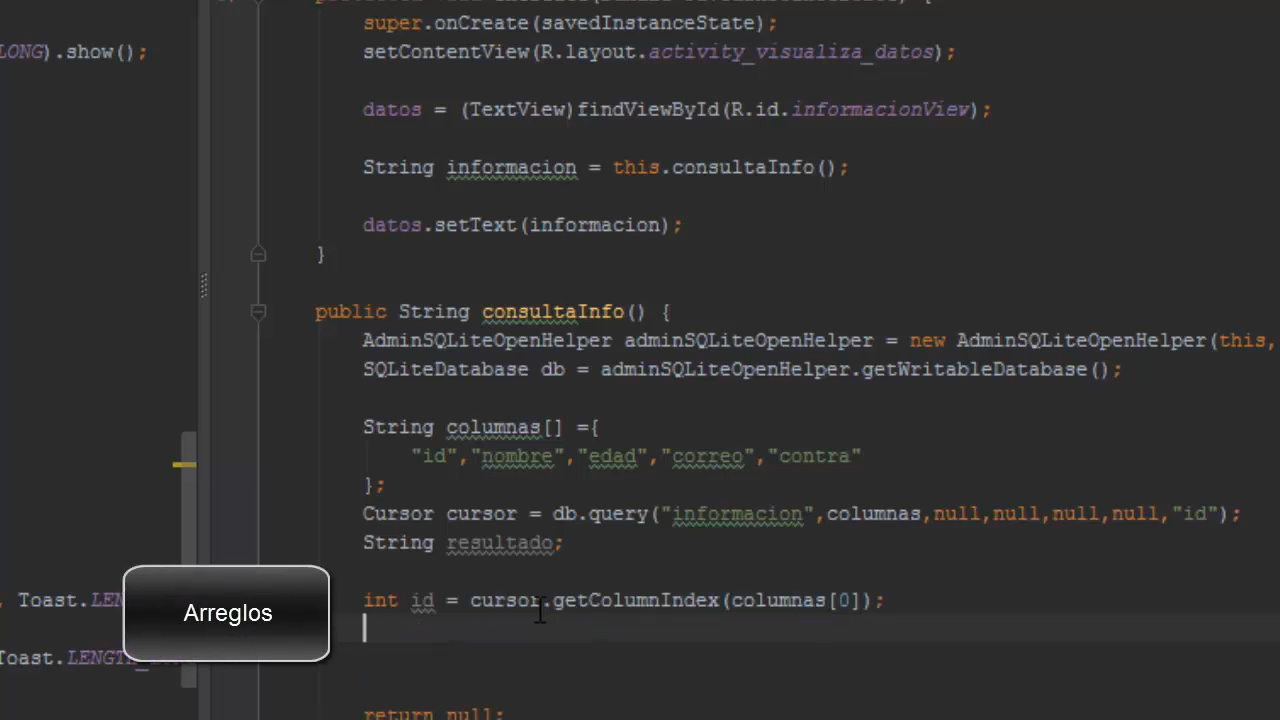 super.onCreate(savedInstanceState);
LONG).show();
setContentView(R.layout.activity_visualiza_datos);
datos = (TextView)findViewById(R.id.informacionView);
String informacion = this.consultaInfo();
datos.setText(informacion);
}
public String consultaInfo() {
AdminSQLiteOpenHelper adminSQLiteOpenHelper = new AdminSQLiteOpenHelper(this,
SQLiteDatabase db = adminSQLiteOpenHelper.getWritableDatabase();
String columnas[] ={
"id","nombre","edad","correo","contra"
};
Cursor cursor = db.query("informacion",columnas,null,null,null,null,"id");
String resultado;
, Toast.LEN
int id = cursor.getColumnIndex(columnas[0]);
Arreglos
Toast.LENGTH_
return null;